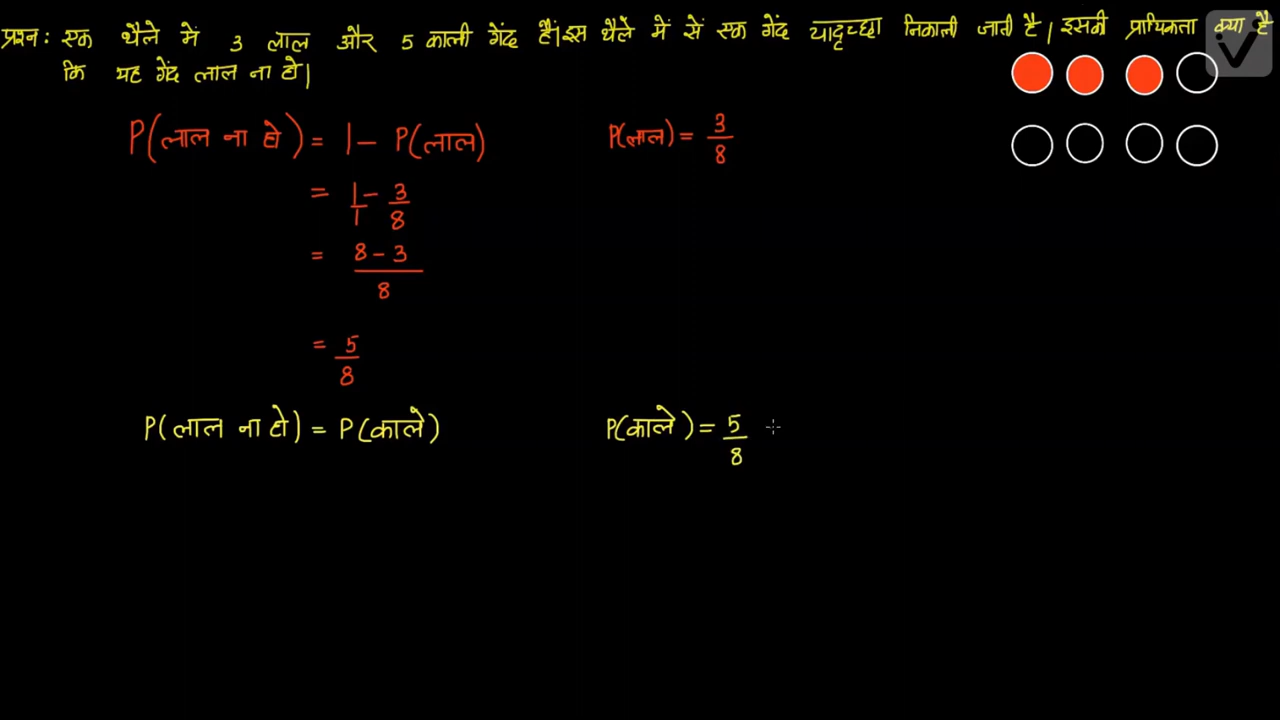 प्रश्न: एक थैले में 3 लाल और 5 काली गेंद हैं। इस थैले में सें एक गेंद यादृच्छा निकाली जाती है। इसकी प्रायिकता क्या है
कि यह गेंद लाल ना हो।
P(लाल ना हो) = 1 - P(लाल) P(लाल) = 3/8
= 1/1 - 3/8
= 8 - 3 / 8
= 5/8
P(लाल ना हो) = P(काले) P(काले) = 5/8